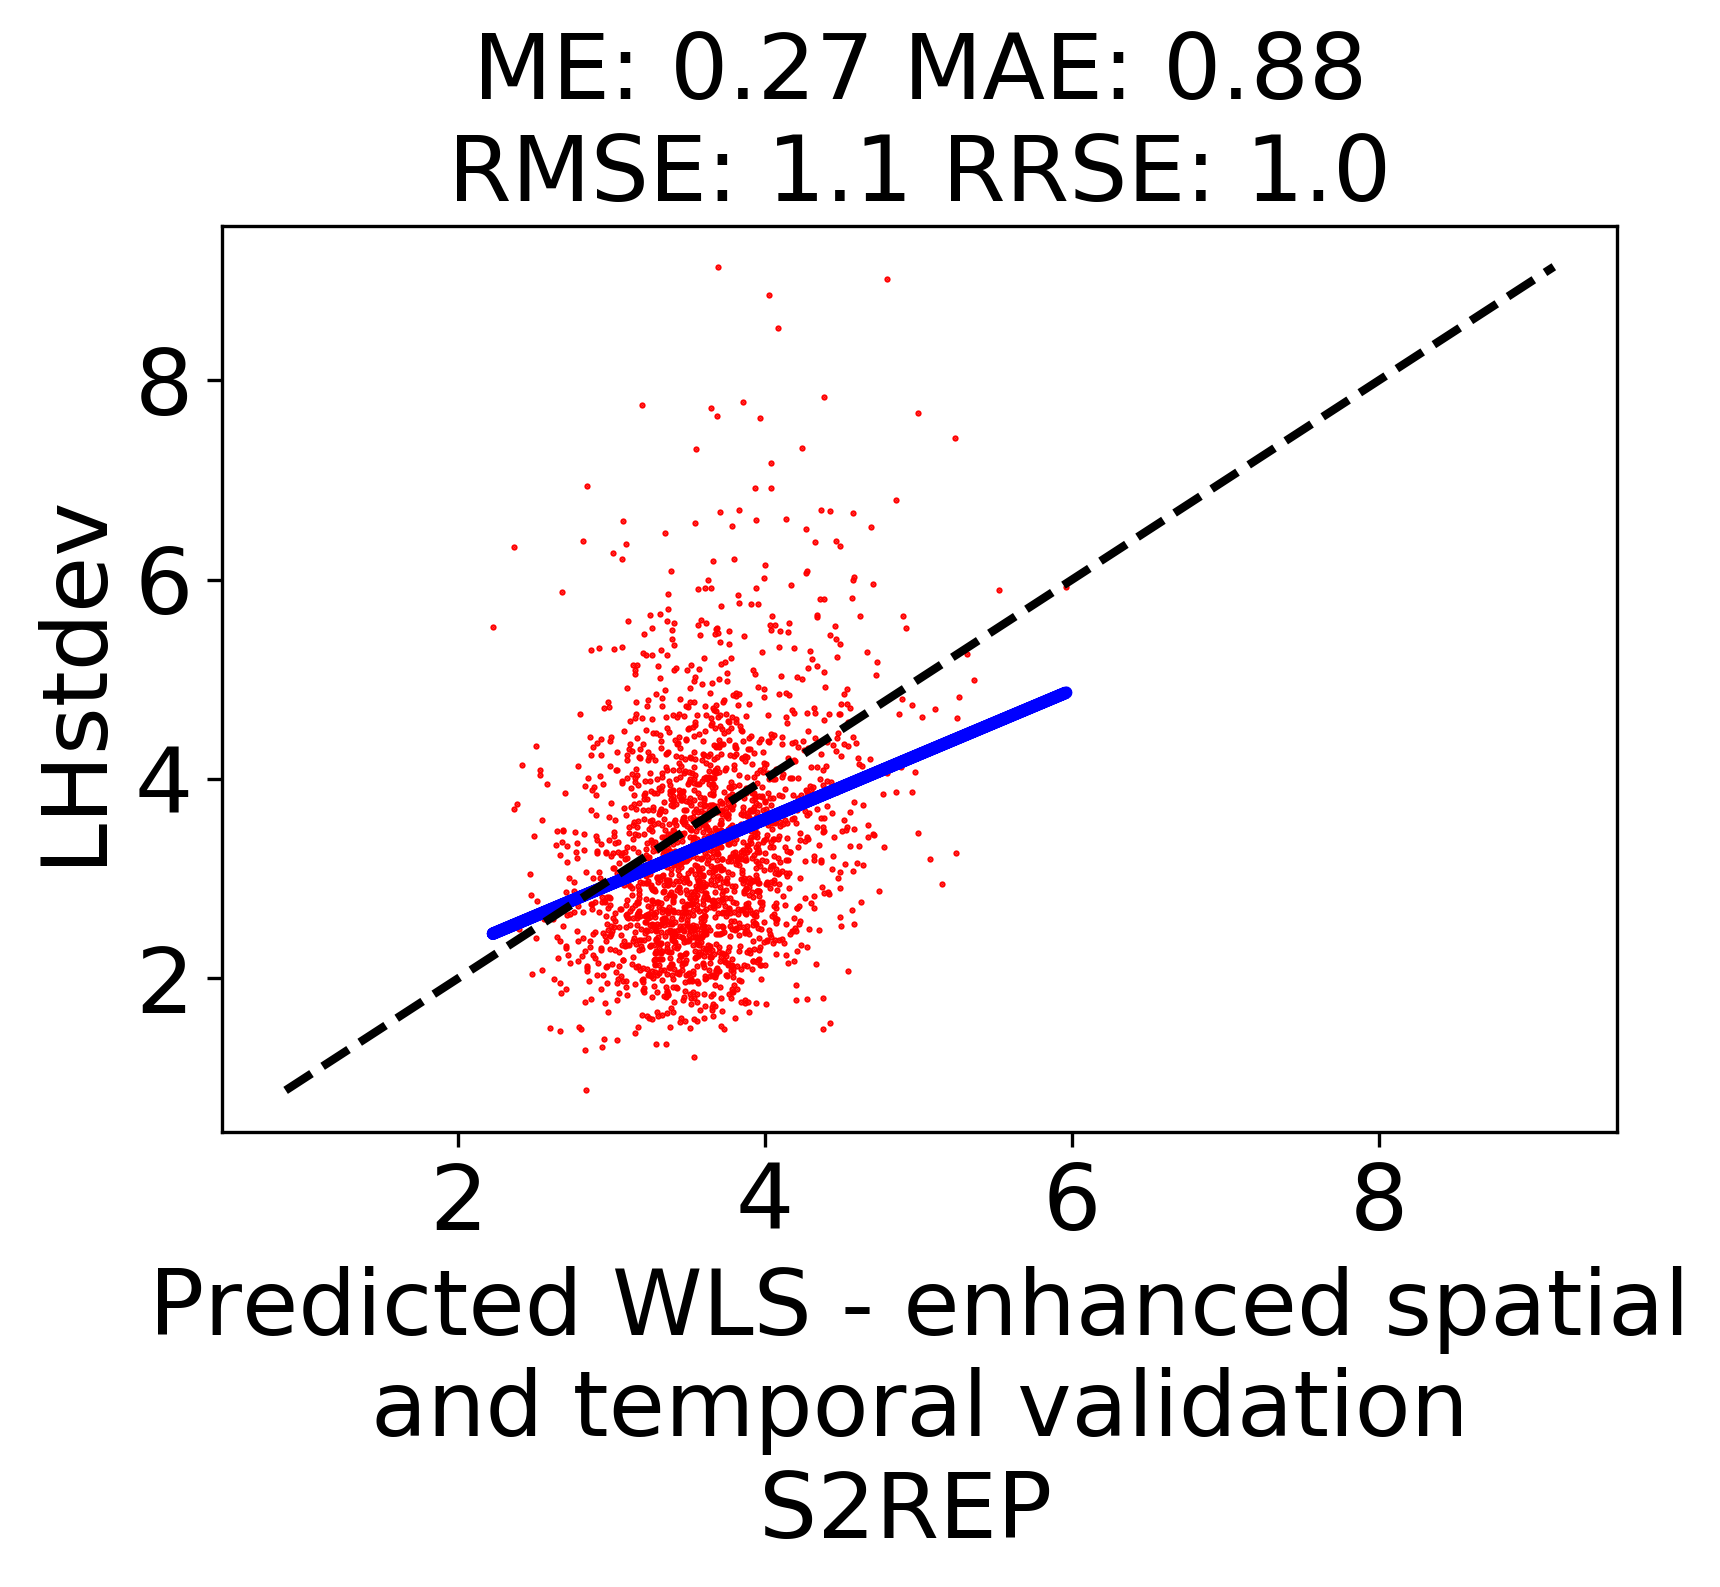 ME: 0.27 MAE: 0.88
RMSE: 1.1 RRSE: 1.0
LHstdev
8
6
4
2
2 4 6 8
Predicted WLS - enhanced spatial
and temporal validation
S2REP